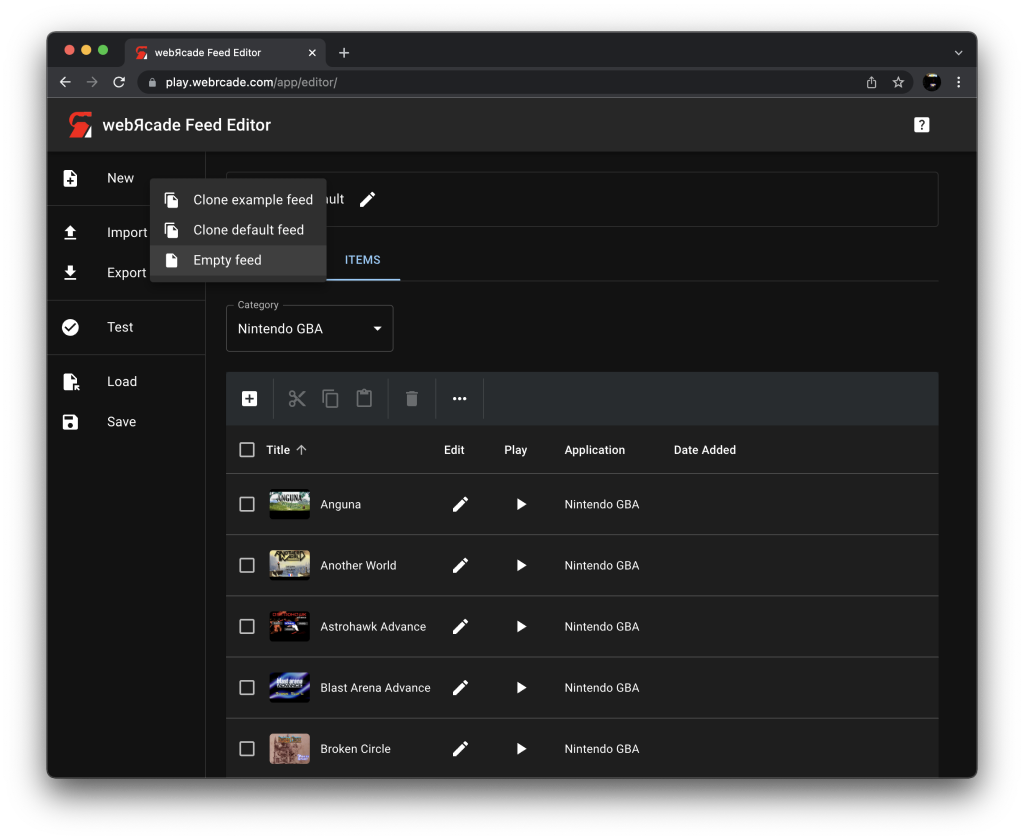 webЯcade Feed Editor
play.webrcade.com/app/editor/
webЯcade Feed Editor
?
New
Clone example feed
Clone default feed
Empty feed
Import
Export
Test
Load
Save
ITEMS
Category
Nintendo GBA
Title Edit Play Application Date Added
Anguna Nintendo GBA
Another World Nintendo GBA
Astrohawk Advance Nintendo GBA
Blast Arena Advance Nintendo GBA
Broken Circle Nintendo GBA